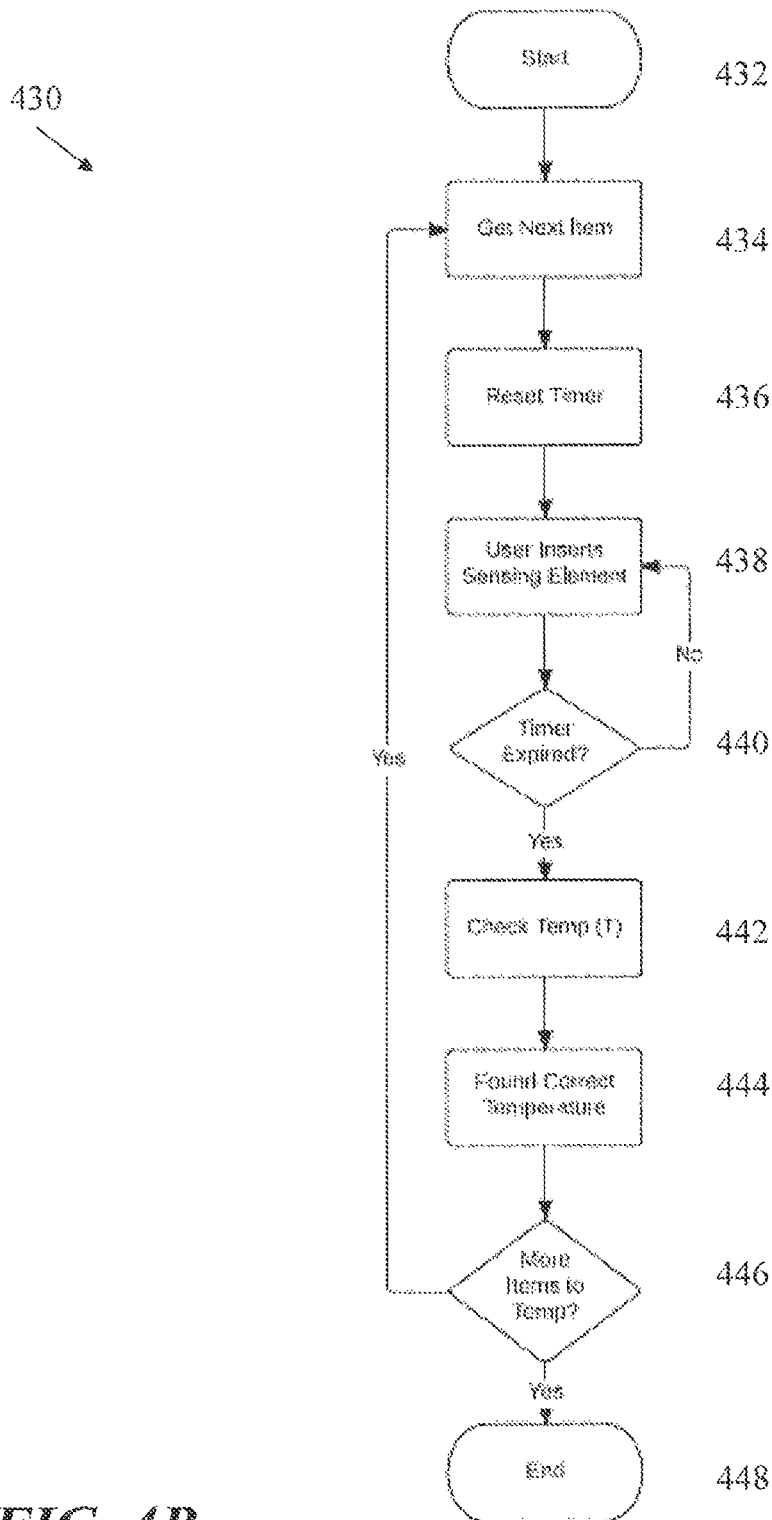 430
Start
432
Get Next Item
434
Reset Timer
436
User Inserts
Sensing Element
438
No
Timer
Expired?
440
Yes
Yes
Check Temp (T)
442
Found Correct
Temperature
444
More
Items to
Temp?
446
Yes
End
448
FIG. 4B